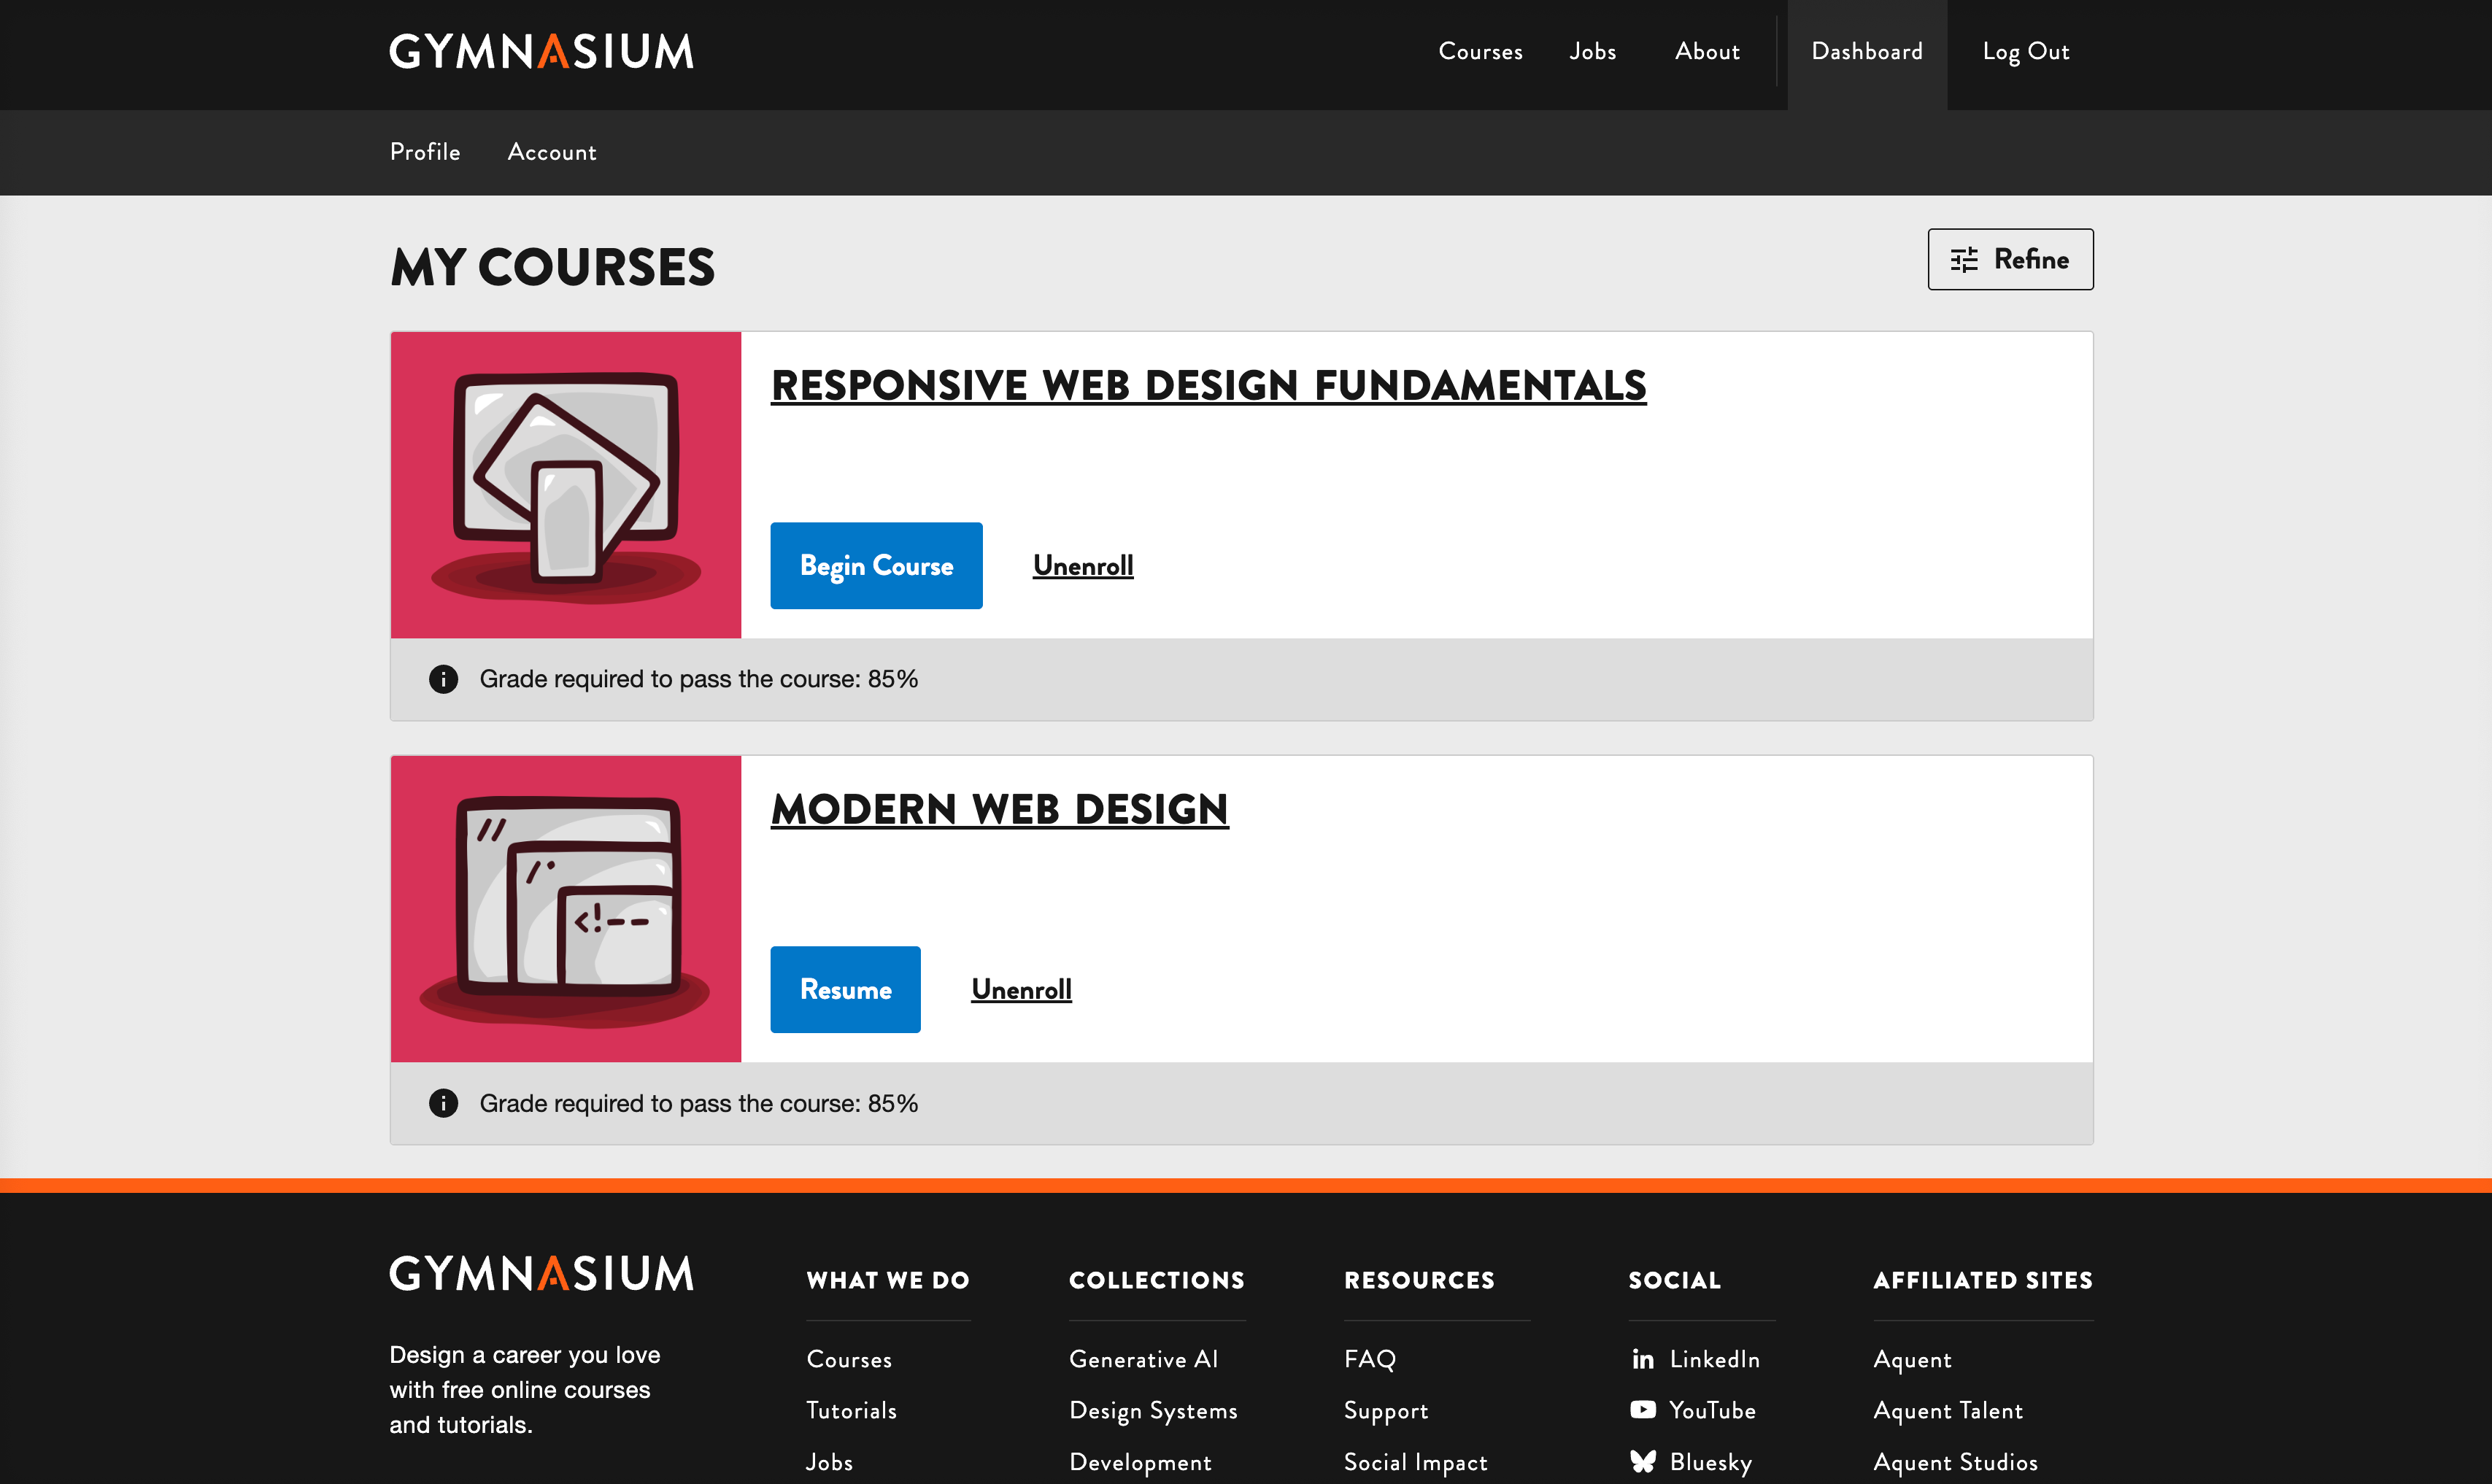 GYMNASIUM
Courses Jobs About Dashboard Log Out
Profile Account
MY COURSES
Refine
RESPONSIVE WEB DESIGN FUNDAMENTALS
Begin Course Unenroll
Grade required to pass the course: 85%
// 
/.
<!--
MODERN WEB DESIGN
Resume Unenroll
Grade required to pass the course: 85%
GYMNASIUM
Design a career you love
with free online courses
and tutorials.
WHAT WE DO
Courses
Tutorials
Jobs
COLLECTIONS
Generative AI
Design Systems
Development
RESOURCES
FAQ
Support
Social Impact
SOCIAL
LinkedIn
YouTube
Bluesky
AFFILIATED SITES
Aquent
Aquent Talent
Aquent Studios